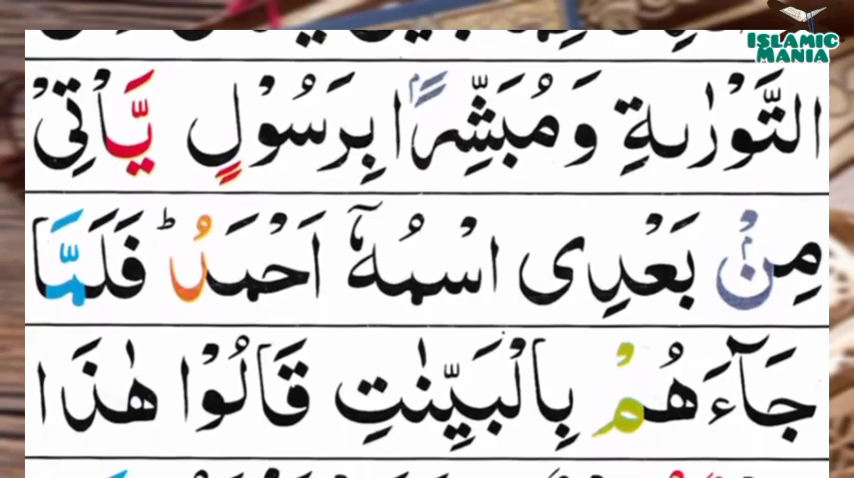 ISLAMIC
MANIA
التَّوْرٰىةِ وَمُبَشِّرًۢا بِرَسُوْلٍ يَّاْتِيْ
مِنْۢ بَعْدِى اسْمُهٗۤ اَحْمَدُ ؕ فَلَمَّا
جَآءَهُمْ بِالْبَيِّنٰتِ قَالُوْا هٰذَا